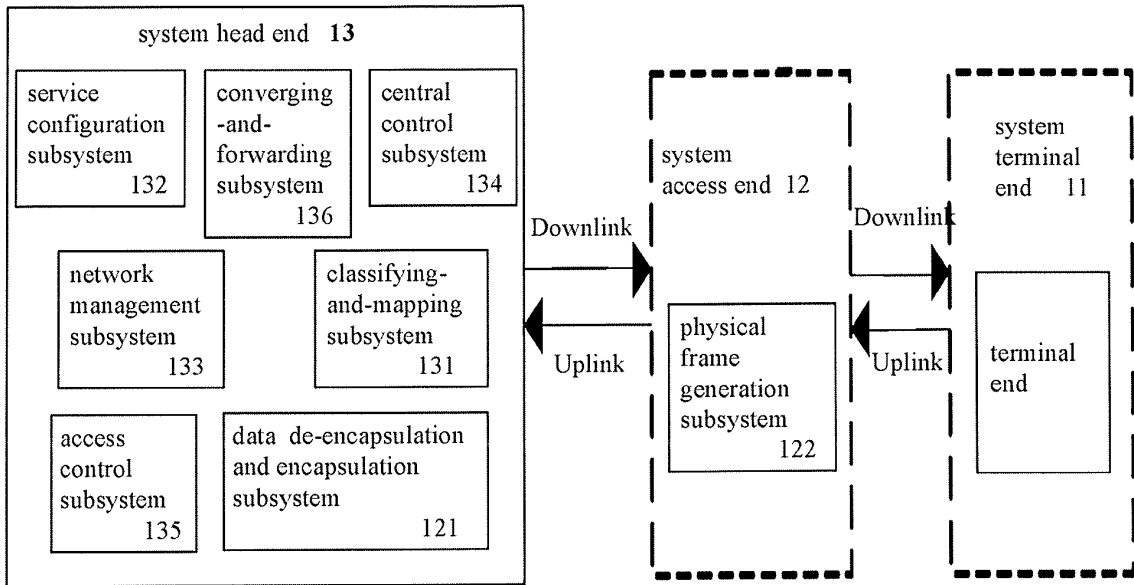 system head end 13
service
configuration
subsystem
132
converging
-and-
forwarding
subsystem
136
central
control
subsystem
134
network
management
subsystem
133
classifying-
and-mapping
subsystem
131
access
control
subsystem
135
data de-encapsulation
and encapsulation
subsystem
121
Downlink
Uplink
system
access end 12
physical
frame
generation
subsystem
122
Downlink
Uplink
system
terminal
end 11
terminal
end